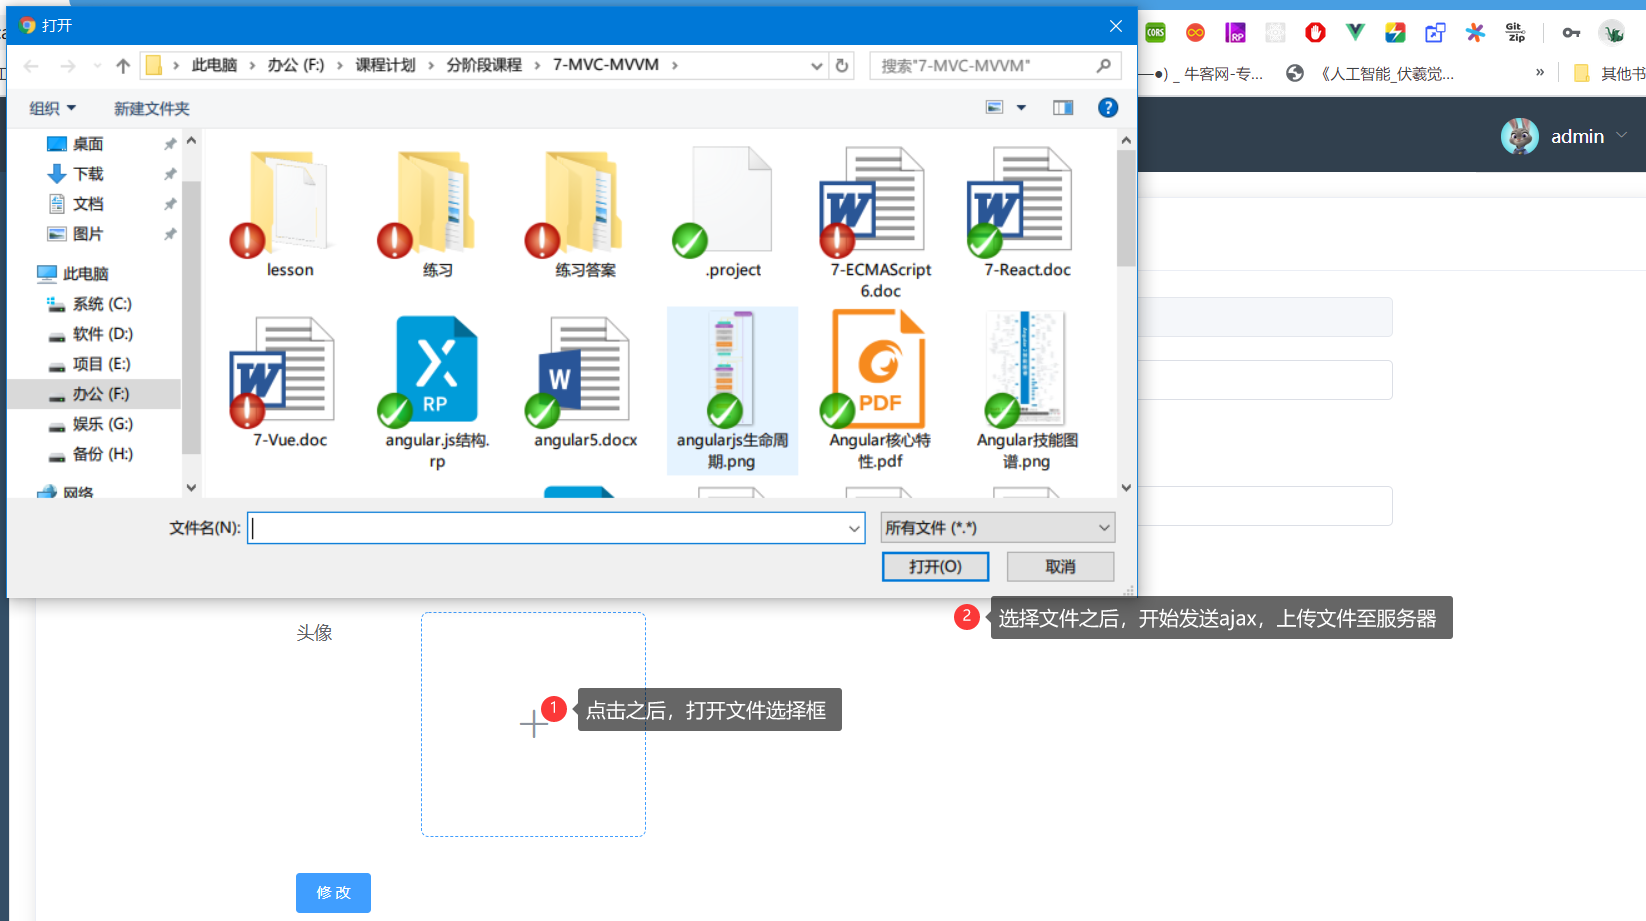 打开
CORS
RP
Git
Zip
此电脑 办公 (F:) 课程计划 分阶段课程 7-MVC-MVVM
搜索"7-MVC-MVVM"
_ 牛客网-专...
《人工智能_伏羲觉...
»
其他书
组织
新建文件夹
?
admin
桌面
下载
文档
图片
此电脑
系统 (C:)
软件 (D:)
项目 (E:)
办公 (F:)
娱乐 (G:)
备份 (H:)
网络
lesson
练习
练习答案
.project
7-ECMAScript
6.doc
7-React.doc
7-Vue.doc
RP
angular.js结构.
rp
angular5.docx
angularjs生命周
期.png
PDF
Angular核心特
性.pdf
Angular技能图
谱.png
文件名(N):
所有文件 (*.*)
打开(O)
取消
2
选择文件之后，开始发送ajax，上传文件至服务器
头像
1
点击之后，打开文件选择框
修 改